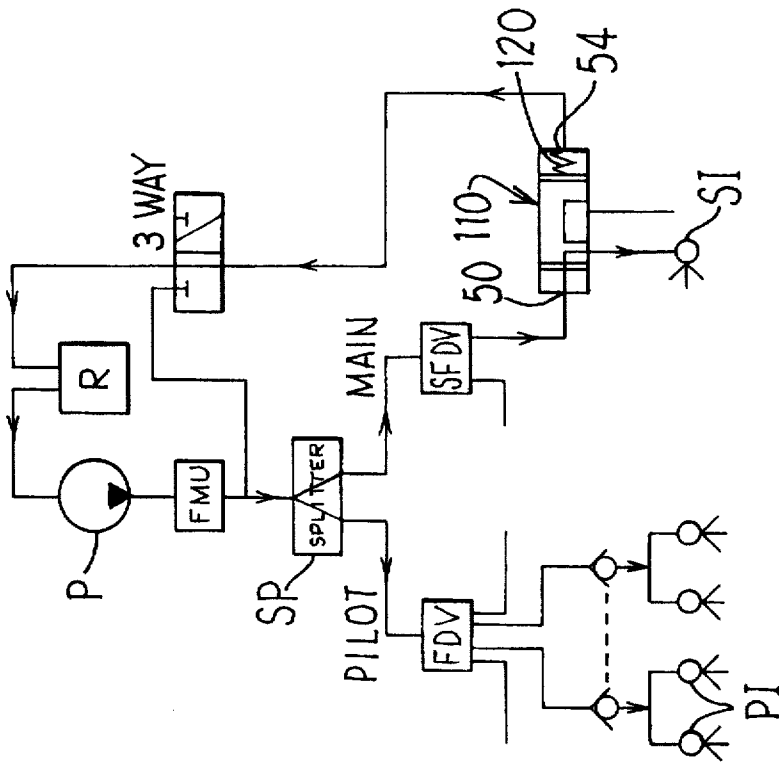 3 WAY
R
P
FMU
SPLITTER
SP
MAIN
PILOT
SFDV
FDV
110
120
54
50
SI
PI